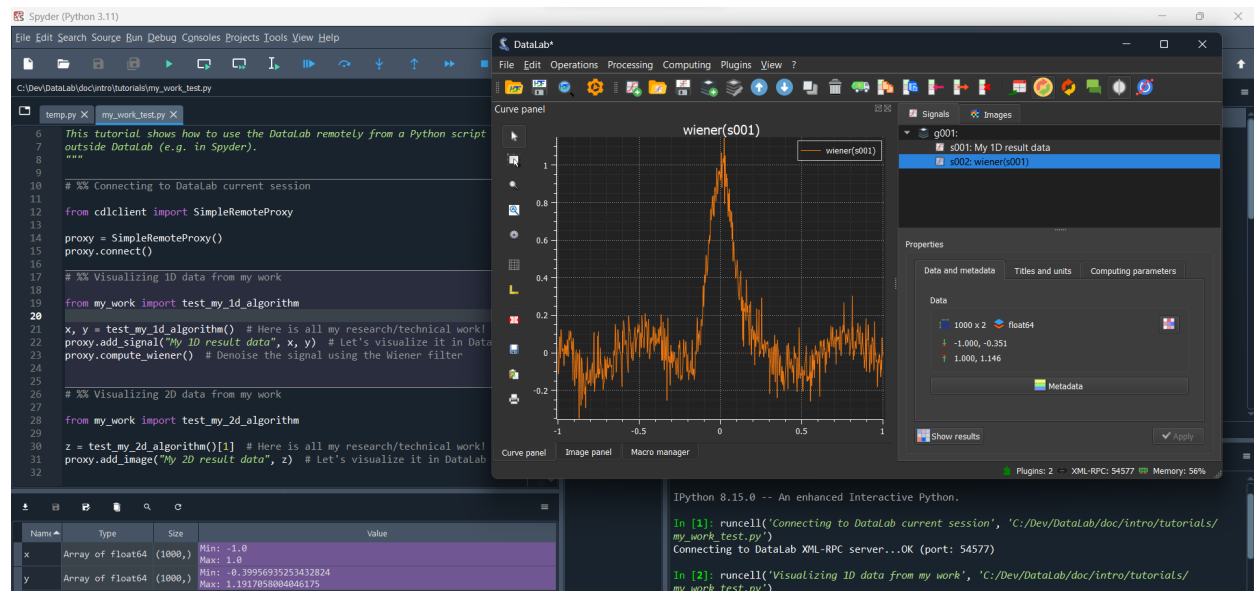 Spyder (Python 3.11)
File Edit Search Source Run Debug Consoles Projects Tools View Help
C:\Dev\DataLab\doc\intro\tutorials\my_work_test.py
temp.py
my_work_test.py
6 This tutorial shows how to use the DataLab remotely from a Python script
7 outside DataLab (e.g. in Spyder).
8 """
9
10 # %% Connecting to DataLab current session
11
12 from cdlclient import SimpleRemoteProxy
13
14 proxy = SimpleRemoteProxy()
15 proxy.connect()
16
17 # %% Visualizing 1D data from my work
18
19 from my_work import test_my_1d_algorithm
20
21 x, y = test_my_1d_algorithm()  # Here is all my research/technical work!
22 proxy.add_signal("My 1D result data", x, y)  # Let's visualize it in Data
23 proxy.compute_wiener()  # Denoise the signal using the Wiener filter
24
25
26 # %% Visualizing 2D data from my work
27
28 from my_work import test_my_2d_algorithm
29
30 z = test_my_2d_algorithm()[1]  # Here is all my research/technical work!
31 proxy.add_image("My 2D result data", z)  # Let's visualize it in DataLab
32
Name Type Size Value
x Array of float64 (1000,) Min: -1.0
Max: 1.0
y Array of float64 (1000,) Min: -0.39956935253432824
Max: 1.1917058004046175
DataLab*
File Edit Operations Processing Computing Plugins View ?
Curve panel
wiener(s001)
wiener(s001)
1
0.8
0.6
0.4
0.2
0
-0.2
-1 -0.5 0 0.5 1
Curve panel Image panel Macro manager
Signals Images
g001:
s001: My 1D result data
s002: wiener(s001)
Properties
Data and metadata Titles and units Computing parameters
Data
1000 x 2 float64
-1.000, -0.351
1.000, 1.146
Metadata
Show results Apply
Plugins: 2 XML-RPC: 54577 Memory: 56%
IPython 8.15.0 -- An enhanced Interactive Python.
In [1]: runcell('Connecting to DataLab current session', 'C:/Dev/DataLab/doc/intro/tutorials/
my_work_test.py')
Connecting to DataLab XML-RPC server...OK (port: 54577)
In [2]: runcell('Visualizing 1D data from my work', 'C:/Dev/DataLab/doc/intro/tutorials/
my_work_test.py')